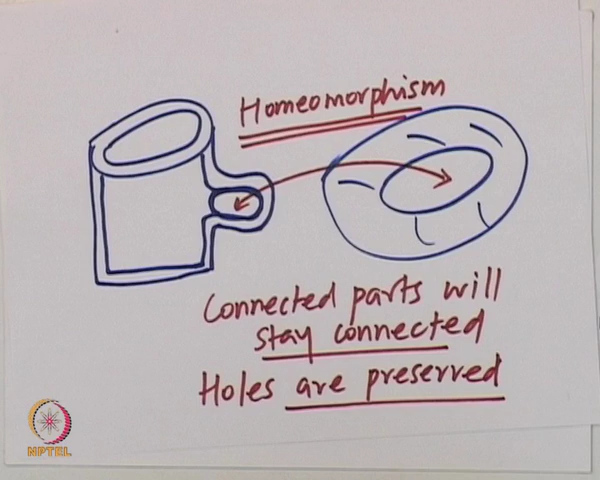 Homeomorphism
Connected parts will
stay connected
Holes are preserved
NPTEL